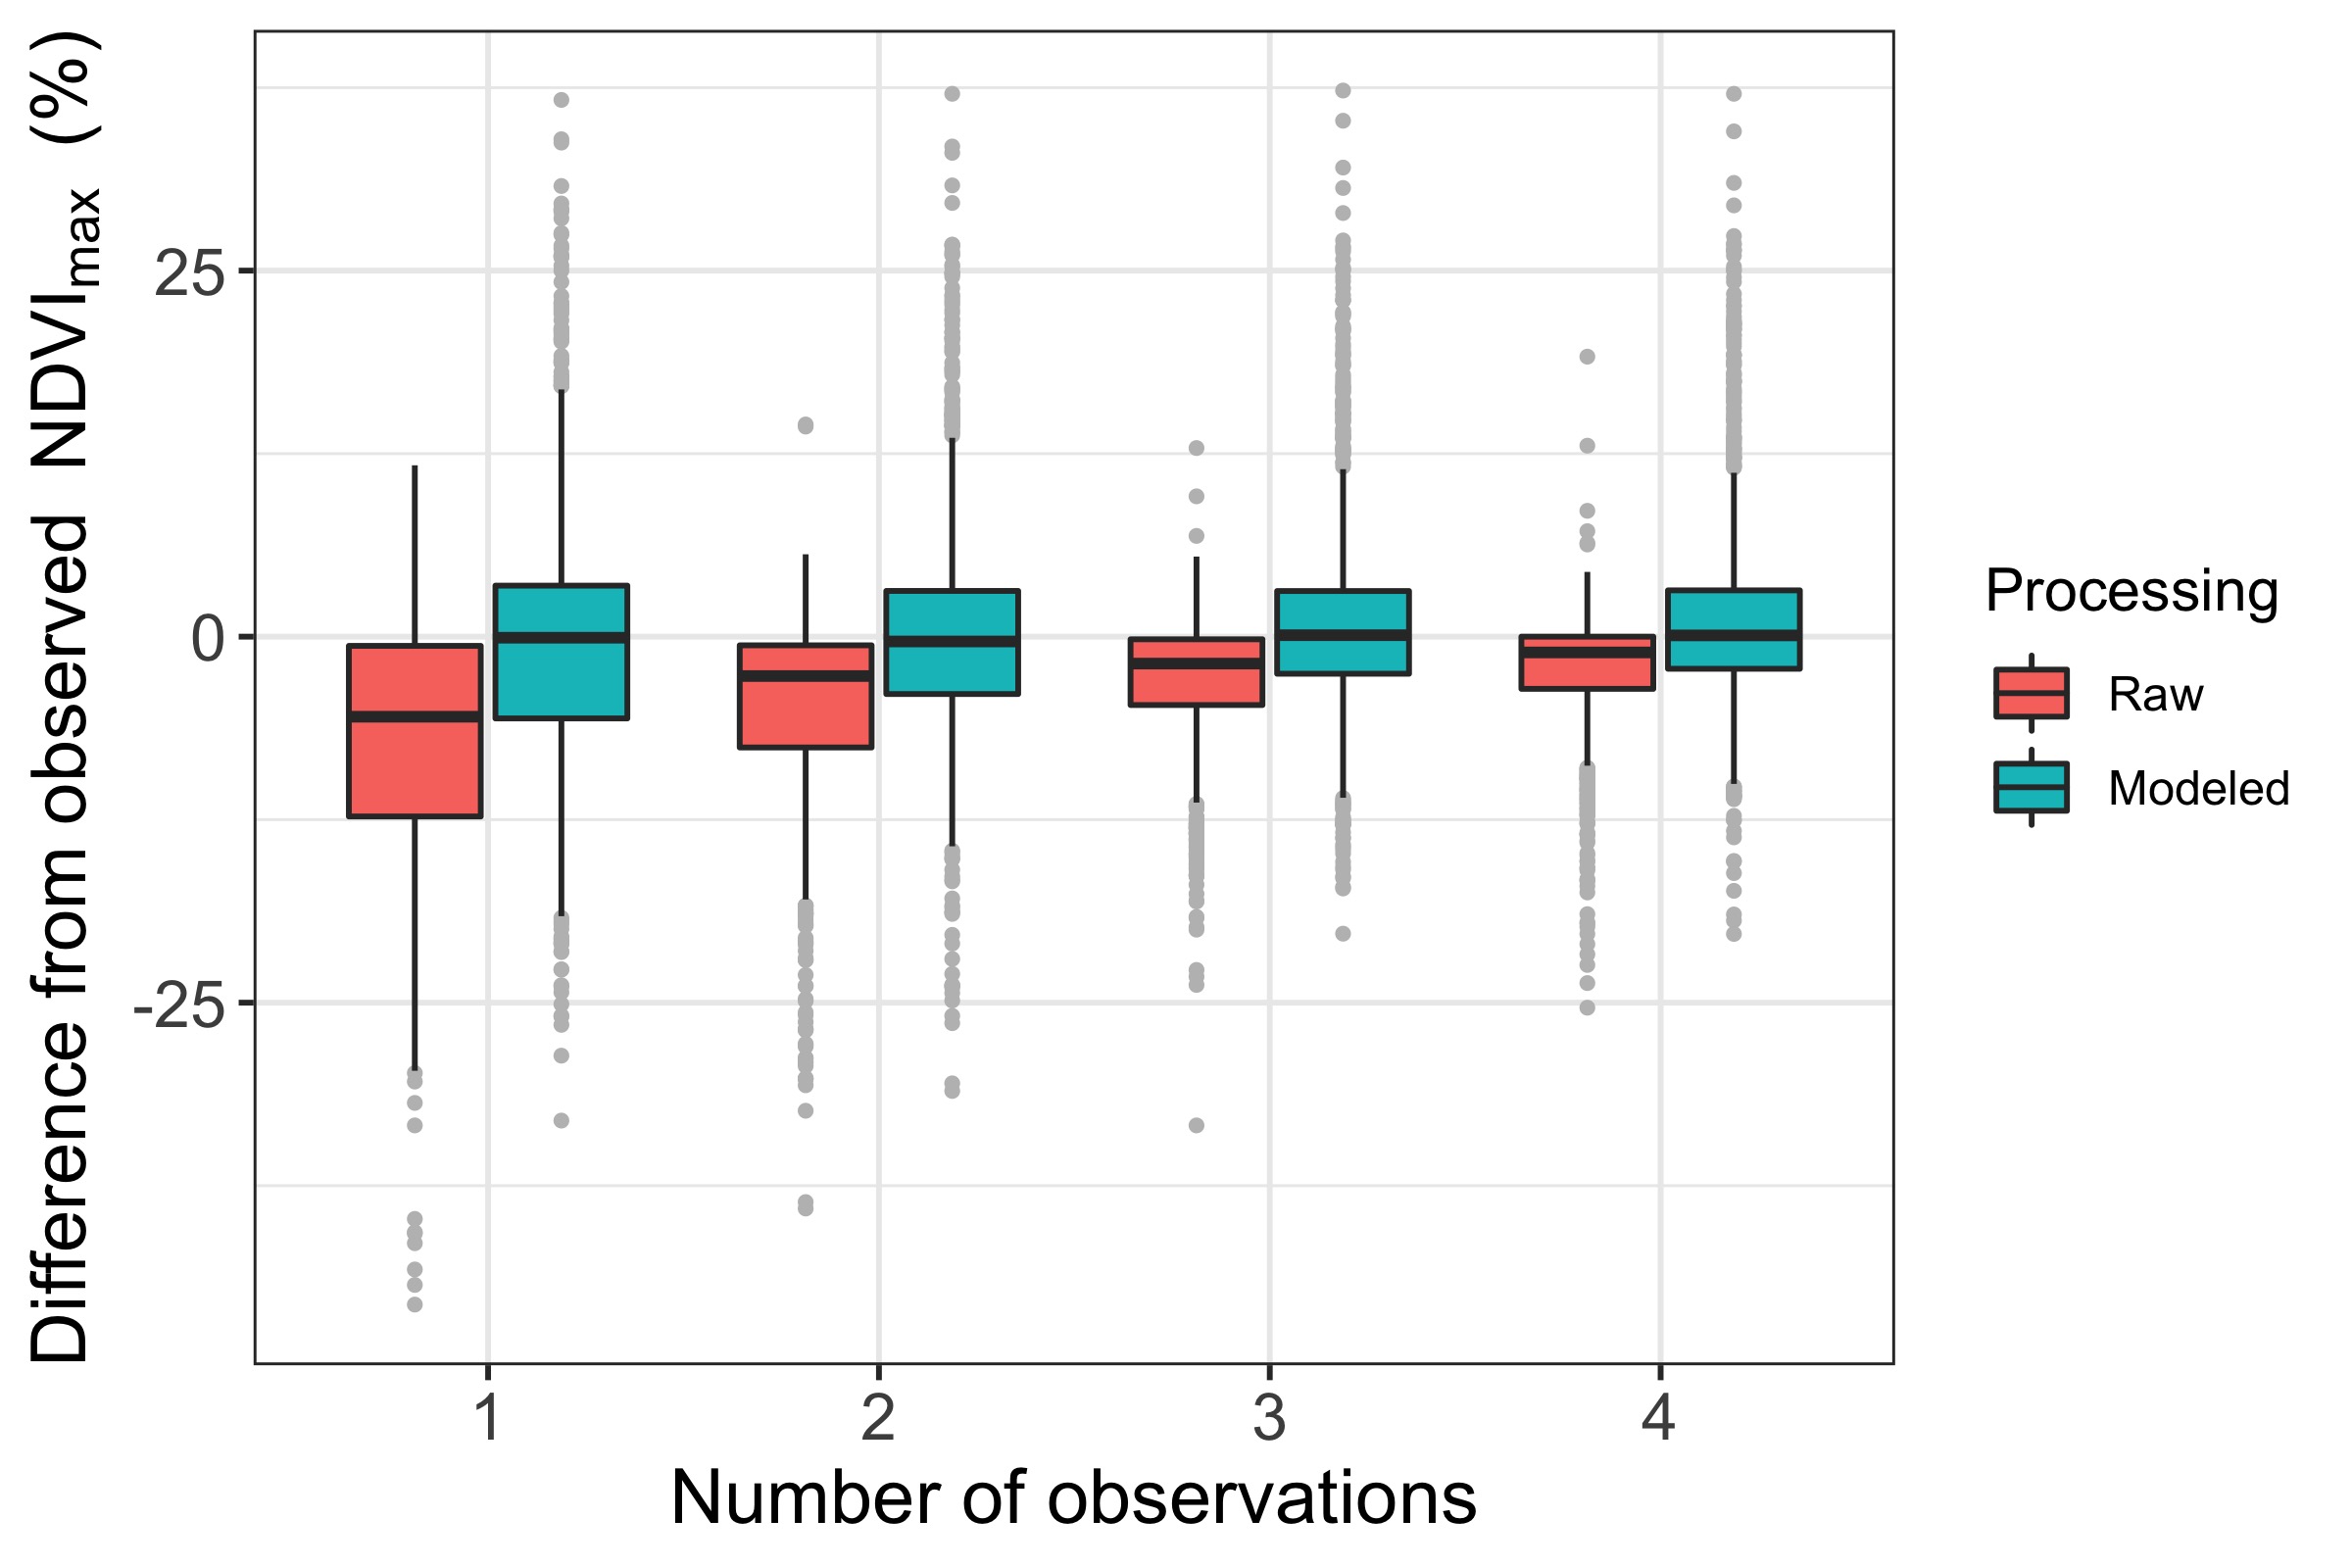 Difference from observed NDVImax (%)
25
0
-25
1 2 3 4
Number of observations
Processing
Raw
Modeled